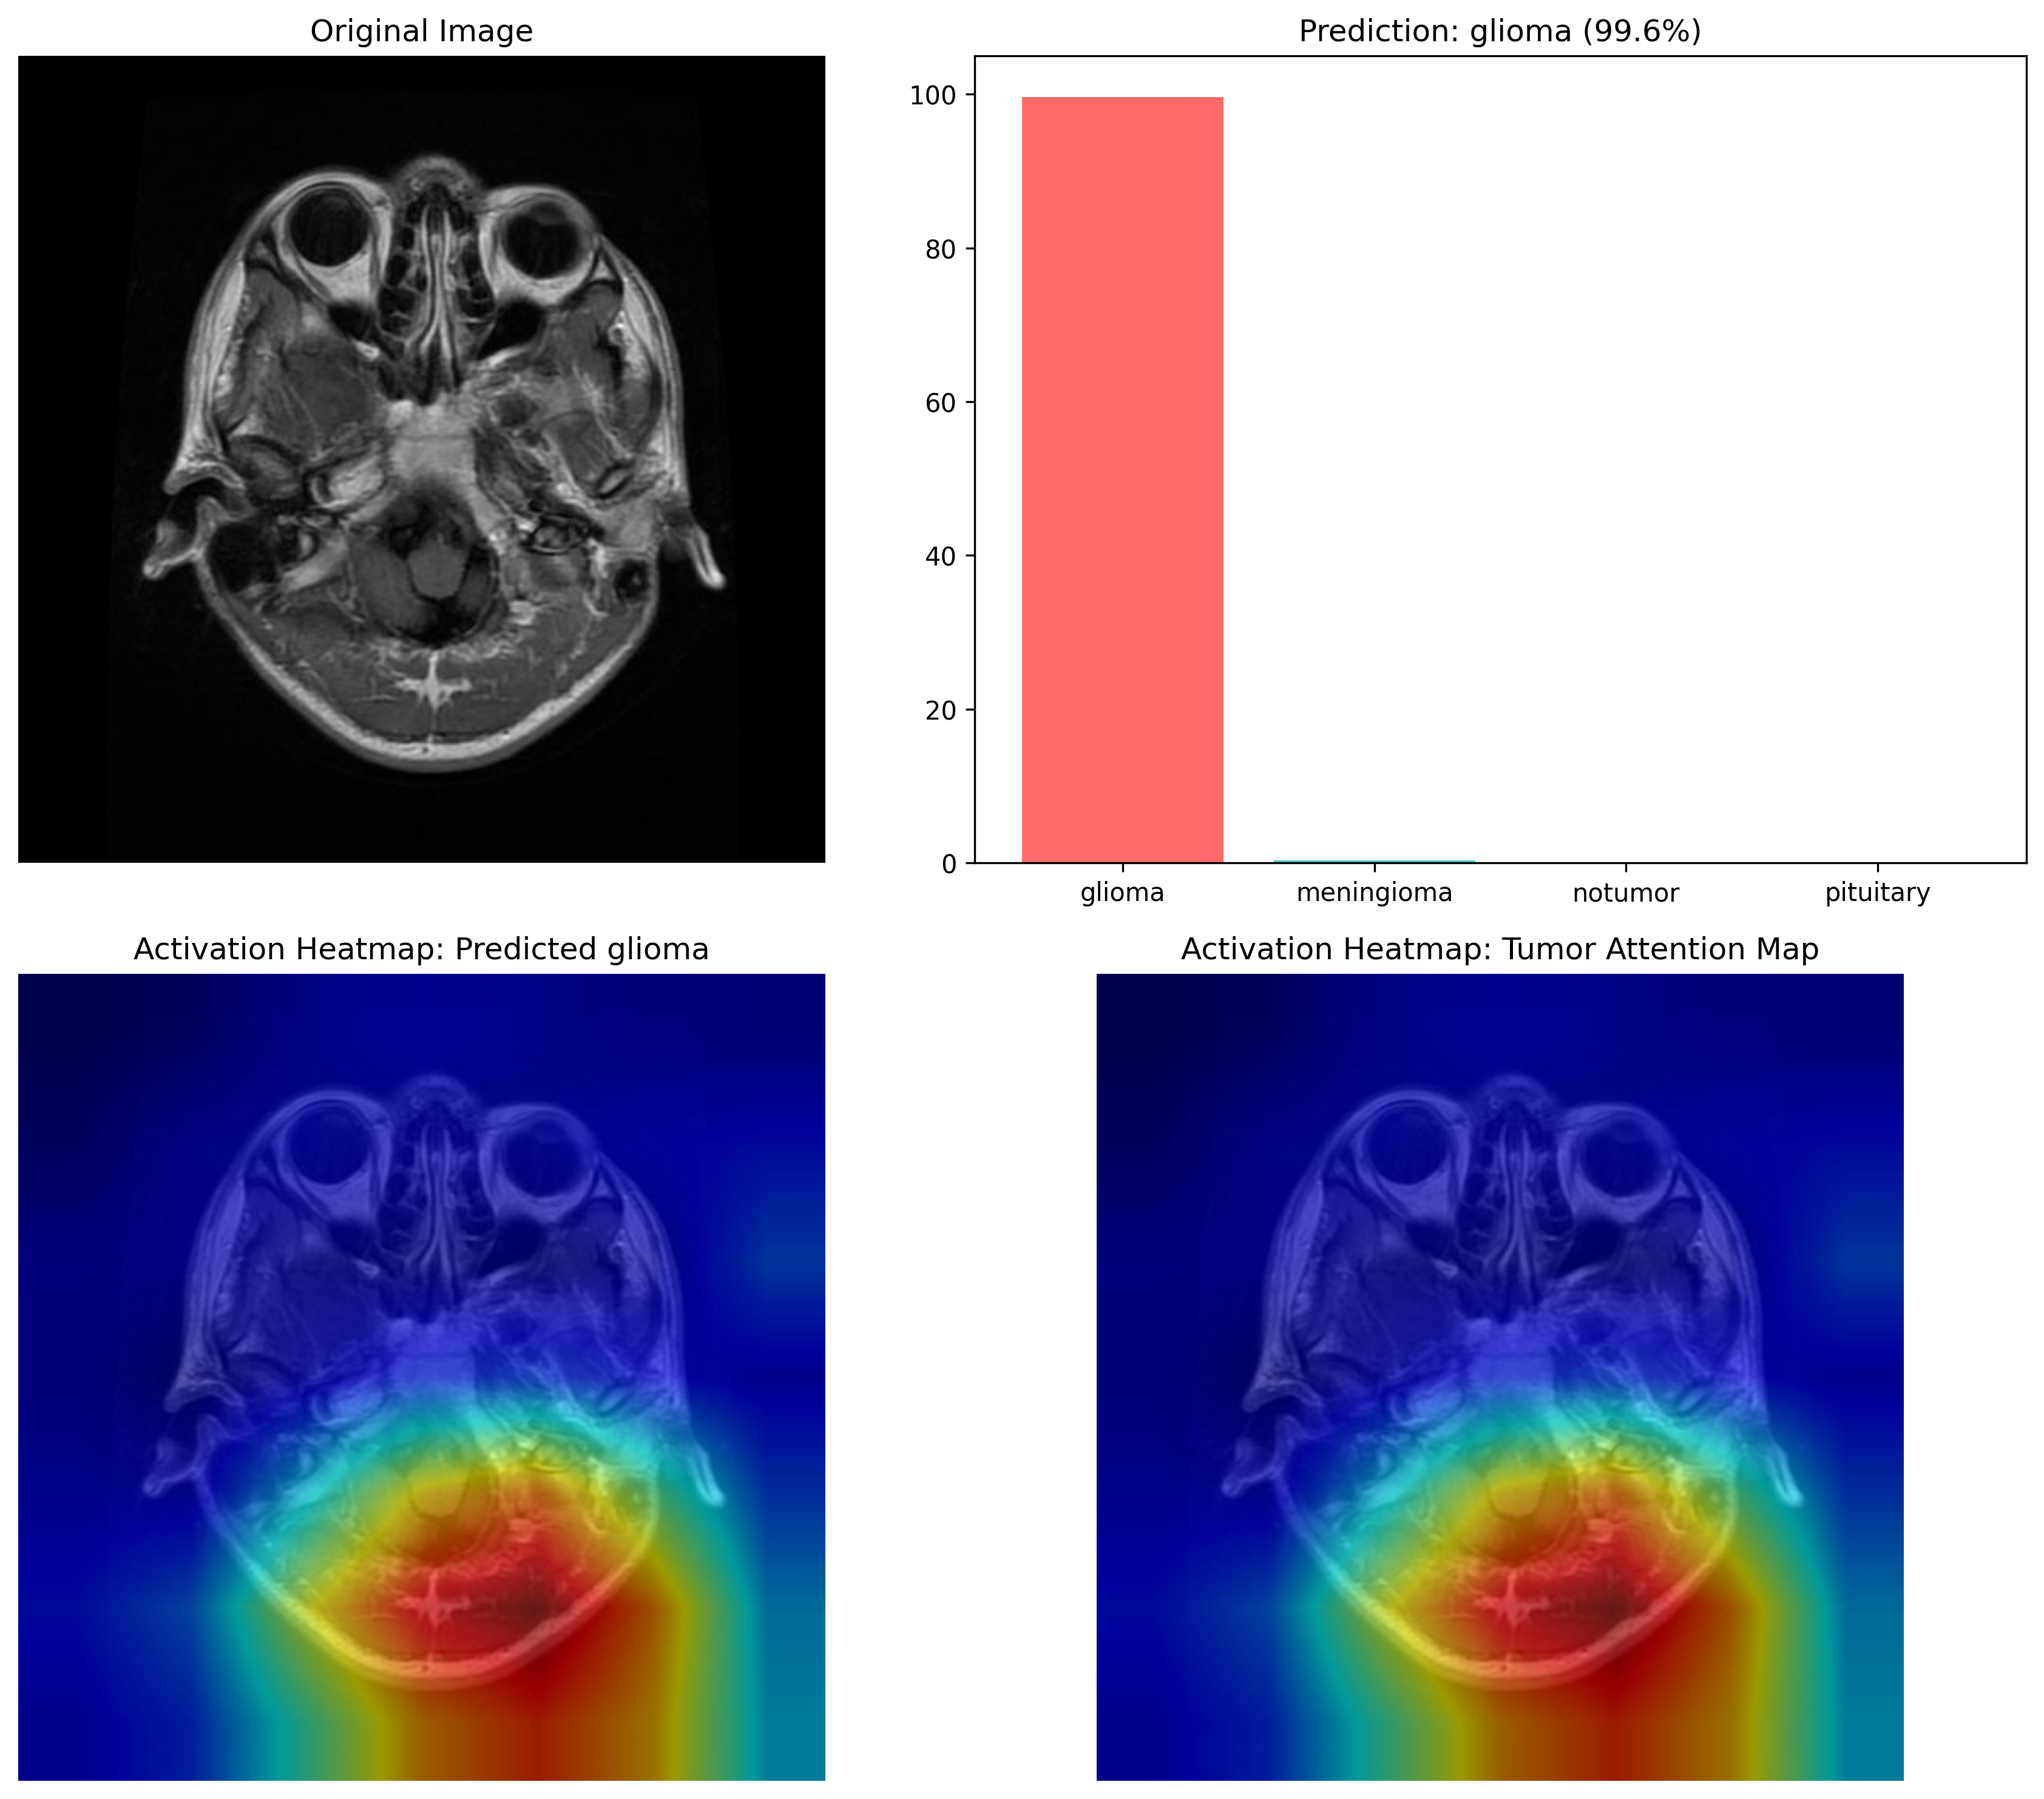 Original Image
Prediction: glioma (99.6%)
100
80
60
40
20
0
glioma meningioma notumor pituitary
Activation Heatmap: Predicted glioma
Activation Heatmap: Tumor Attention Map